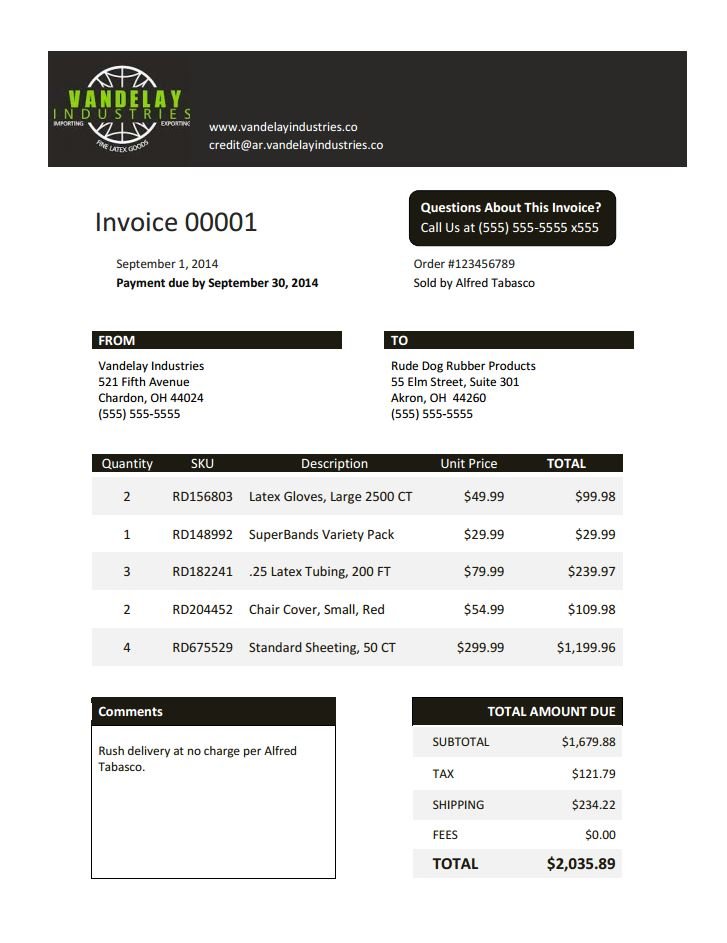 VANDELAY
INDUSTRIES
IMPORTING EXPORTING
FINE LATEX GOODS
www.vandelayindustries.co
credit@ar.vandelayindustries.co
Invoice 00001
Questions About This Invoice?
Call Us at (555) 555-5555 x555
September 1, 2014
Payment due by September 30, 2014
Order #123456789
Sold by Alfred Tabasco
FROM
Vandelay Industries
521 Fifth Avenue
Chardon, OH 44024
(555) 555-5555
TO
Rude Dog Rubber Products
55 Elm Street, Suite 301
Akron, OH  44260
(555) 555-5555
Quantity SKU Description Unit Price TOTAL
2 RD156803 Latex Gloves, Large 2500 CT $49.99 $99.98
1 RD148992 SuperBands Variety Pack $29.99 $29.99
3 RD182241 .25 Latex Tubing, 200 FT $79.99 $239.97
2 RD204452 Chair Cover, Small, Red $54.99 $109.98
4 RD675529 Standard Sheeting, 50 CT $299.99 $1,199.96
Comments
Rush delivery at no charge per Alfred
Tabasco.
TOTAL AMOUNT DUE
SUBTOTAL $1,679.88
TAX $121.79
SHIPPING $234.22
FEES $0.00
TOTAL $2,035.89